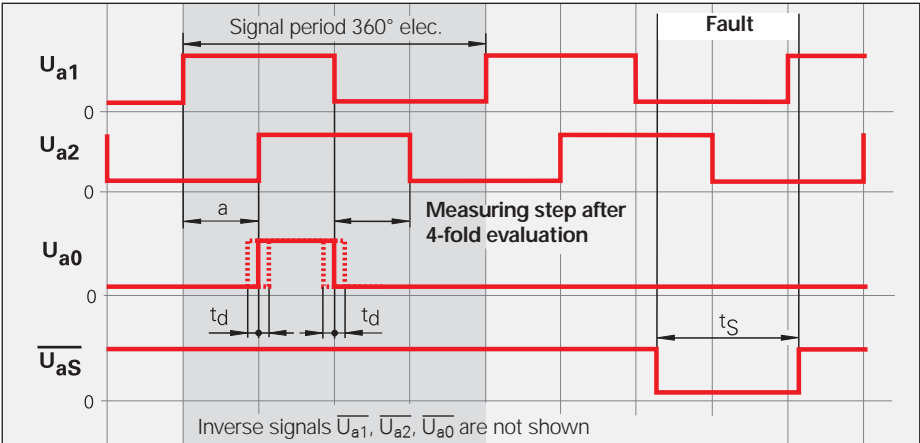 Signal period 360° elec.
Fault
Ua1
0
Ua2
0
a
Measuring step after
4-fold evaluation
Ua0
0
td
td
tS
UaS
0
Inverse signals Ua1, Ua2, Ua0 are not shown